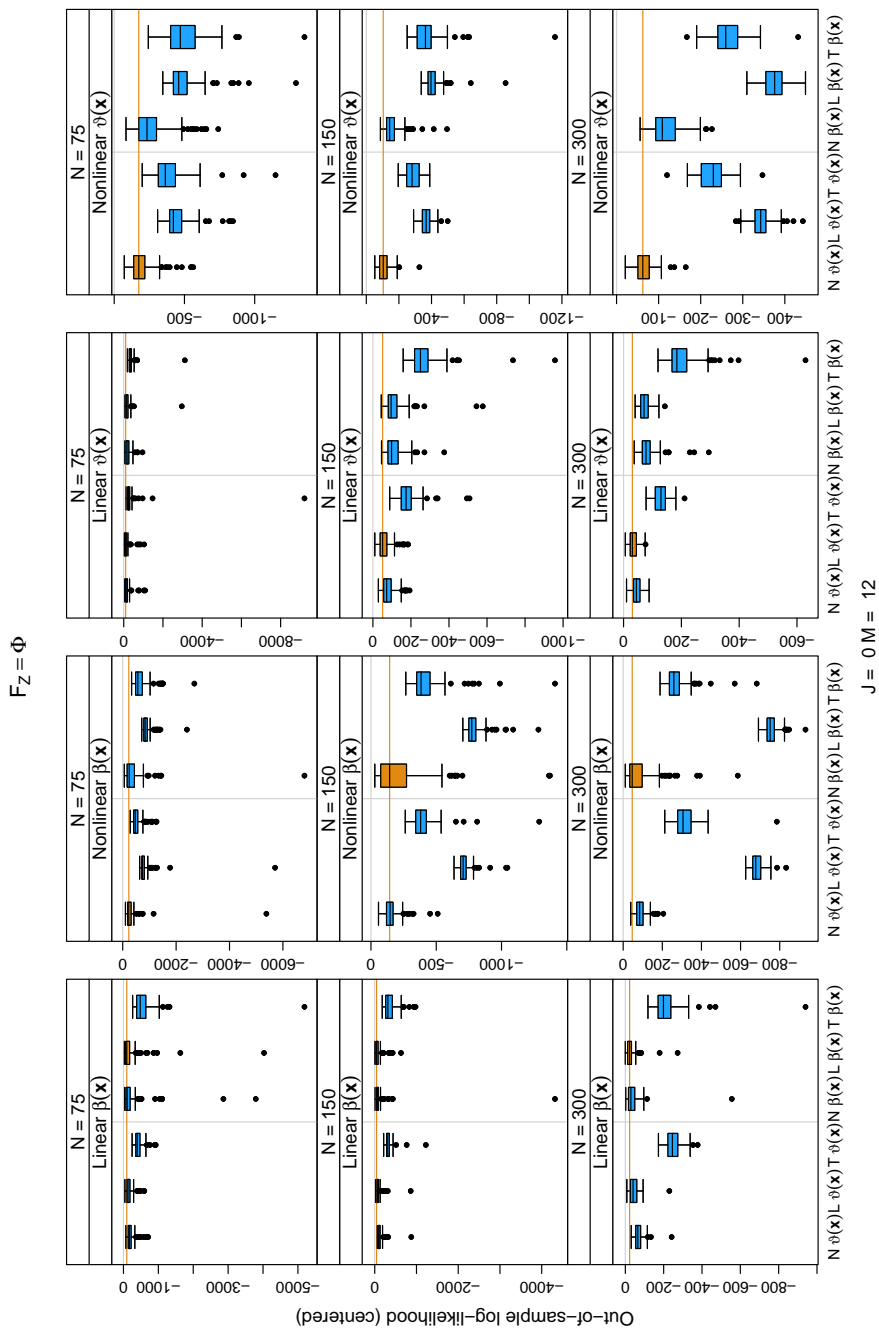 F_Z = Φ
N = 75
Linear β(x)
0
−1000
−3000
−5000
N = 75
Nonlinear β(x)
0
−2000
−4000
−6000
N = 75
Linear ϑ(x)
0
−4000
−8000
N = 75
Nonlinear ϑ(x)
−500
−1000
N = 150
Linear β(x)
0
−2000
−4000
N = 150
Nonlinear β(x)
0
−500
−1000
N = 150
Linear ϑ(x)
0
−200
−400
−600
−1000
N = 150
Nonlinear ϑ(x)
−400
−800
−1200
N = 300
Linear β(x)
0
−200
−400
−600
−800
N = 300
Nonlinear β(x)
0
−200
−400
−600
−800
N = 300
Linear ϑ(x)
0
−200
−400
−600
N = 300
Nonlinear ϑ(x)
−100
−200
−300
−400
N ϑ(x)L ϑ(x)T ϑ(x)N β(x)L β(x)T β(x)
N ϑ(x)L ϑ(x)T ϑ(x)N β(x)L β(x)T β(x)
N ϑ(x)L ϑ(x)T ϑ(x)N β(x)L β(x)T β(x)
N ϑ(x)L ϑ(x)T ϑ(x)N β(x)L β(x)T β(x)
Out−of−sample log−likelihood (centered)
J = 0 M = 12